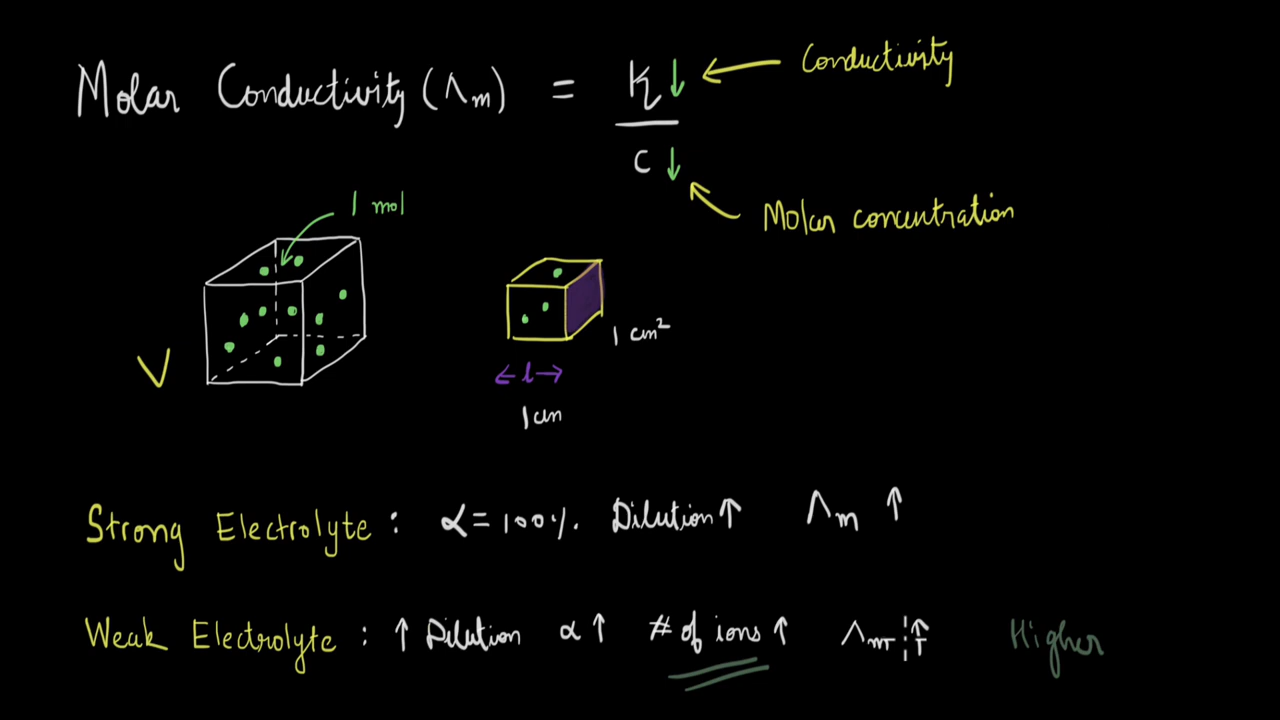 Molar Conductivity (Λm) = K↓ / C↓
← Conductivity
Molar concentration
1 mol
V
1 cm²
← l →
1 cm
Strong Electrolyte : α = 100%. Dilution ↑ Λm ↑
Weak Electrolyte : ↑ Dilution α ↑ # of ions ↑ Λm ↑ Higher